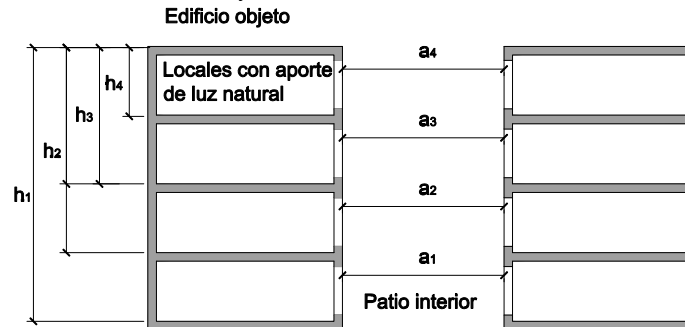 Edificio objeto
a4
Locales con aporte
de luz natural
h4
h3
a3
h2
h1
a2
a1
Patio interior